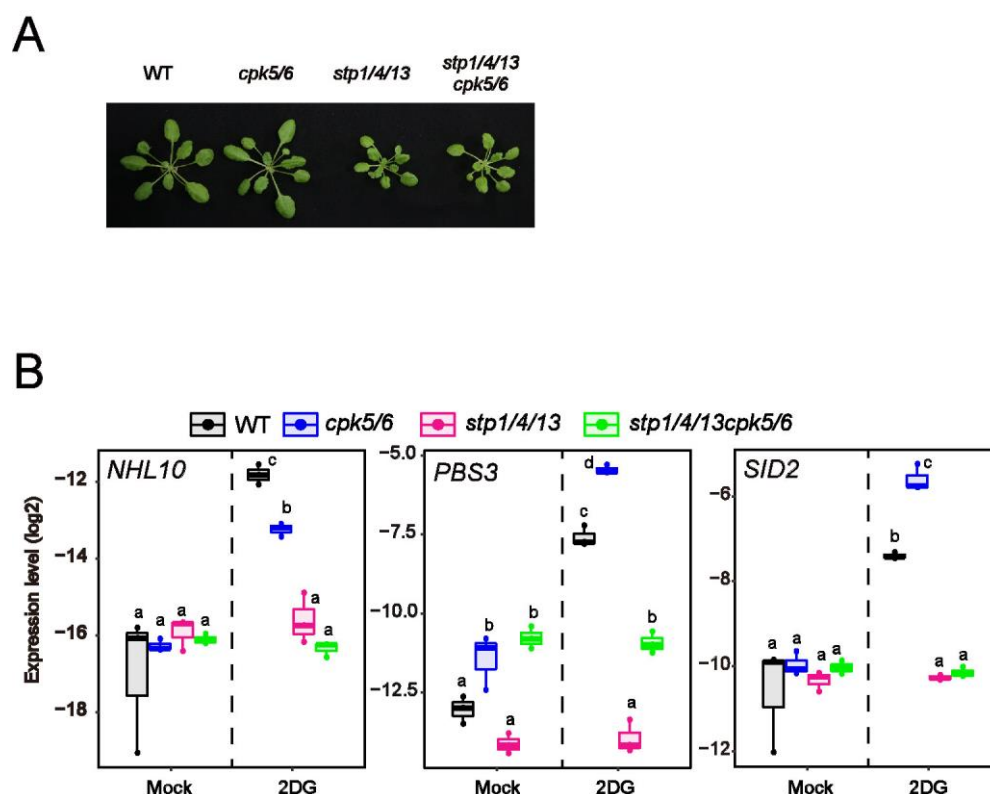 A
WT cpk5/6 stp1/4/13 stp1/4/13
cpk5/6
B
WT cpk5/6 stp1/4/13 stp1/4/13cpk5/6
Expression level (log2)
NHL10
−12
−14
−16
−18
a a a a
c b a a
Mock 2DG
PBS3
−5.0
−7.5
−10.0
−12.5
a b a b
c d a b
Mock 2DG
SID2
−6
−8
−10
−12
a a a a
b c a a
Mock 2DG